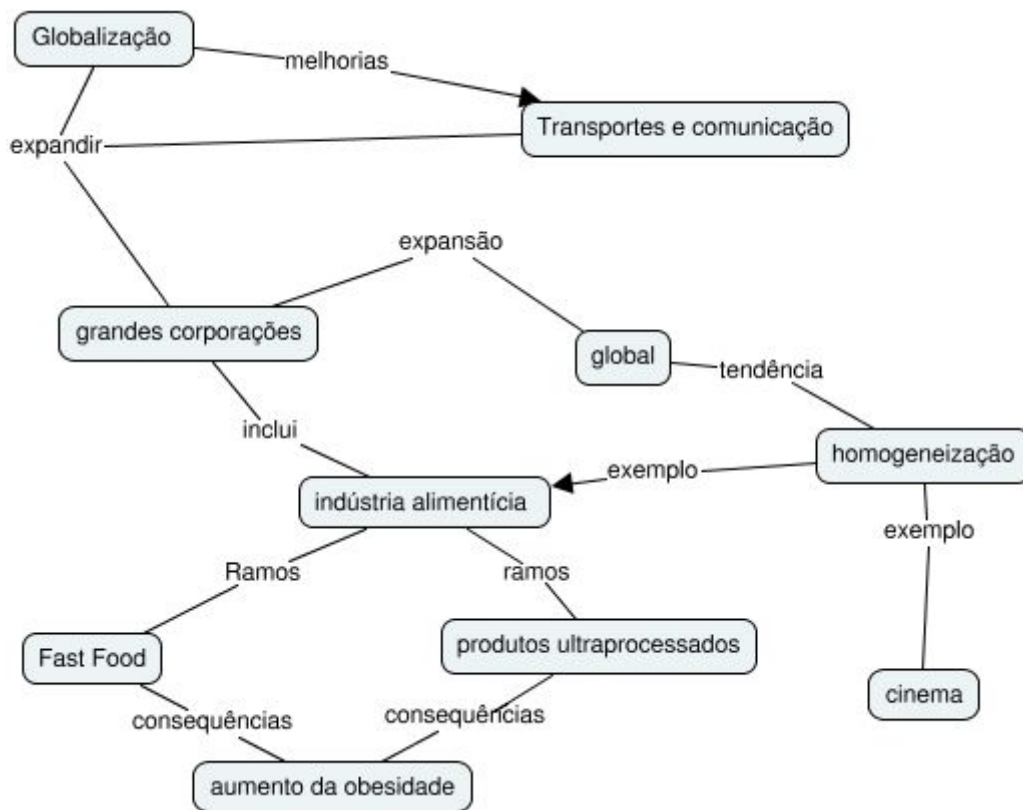 Globalização
melhorias
Transportes e comunicação
expandir
expansão
grandes corporações
global
tendência
inclui
homogeneização
exemplo
indústria alimentícia
exemplo
Ramos
ramos
Fast Food
produtos ultraprocessados
cinema
consequências
consequências
aumento da obesidade